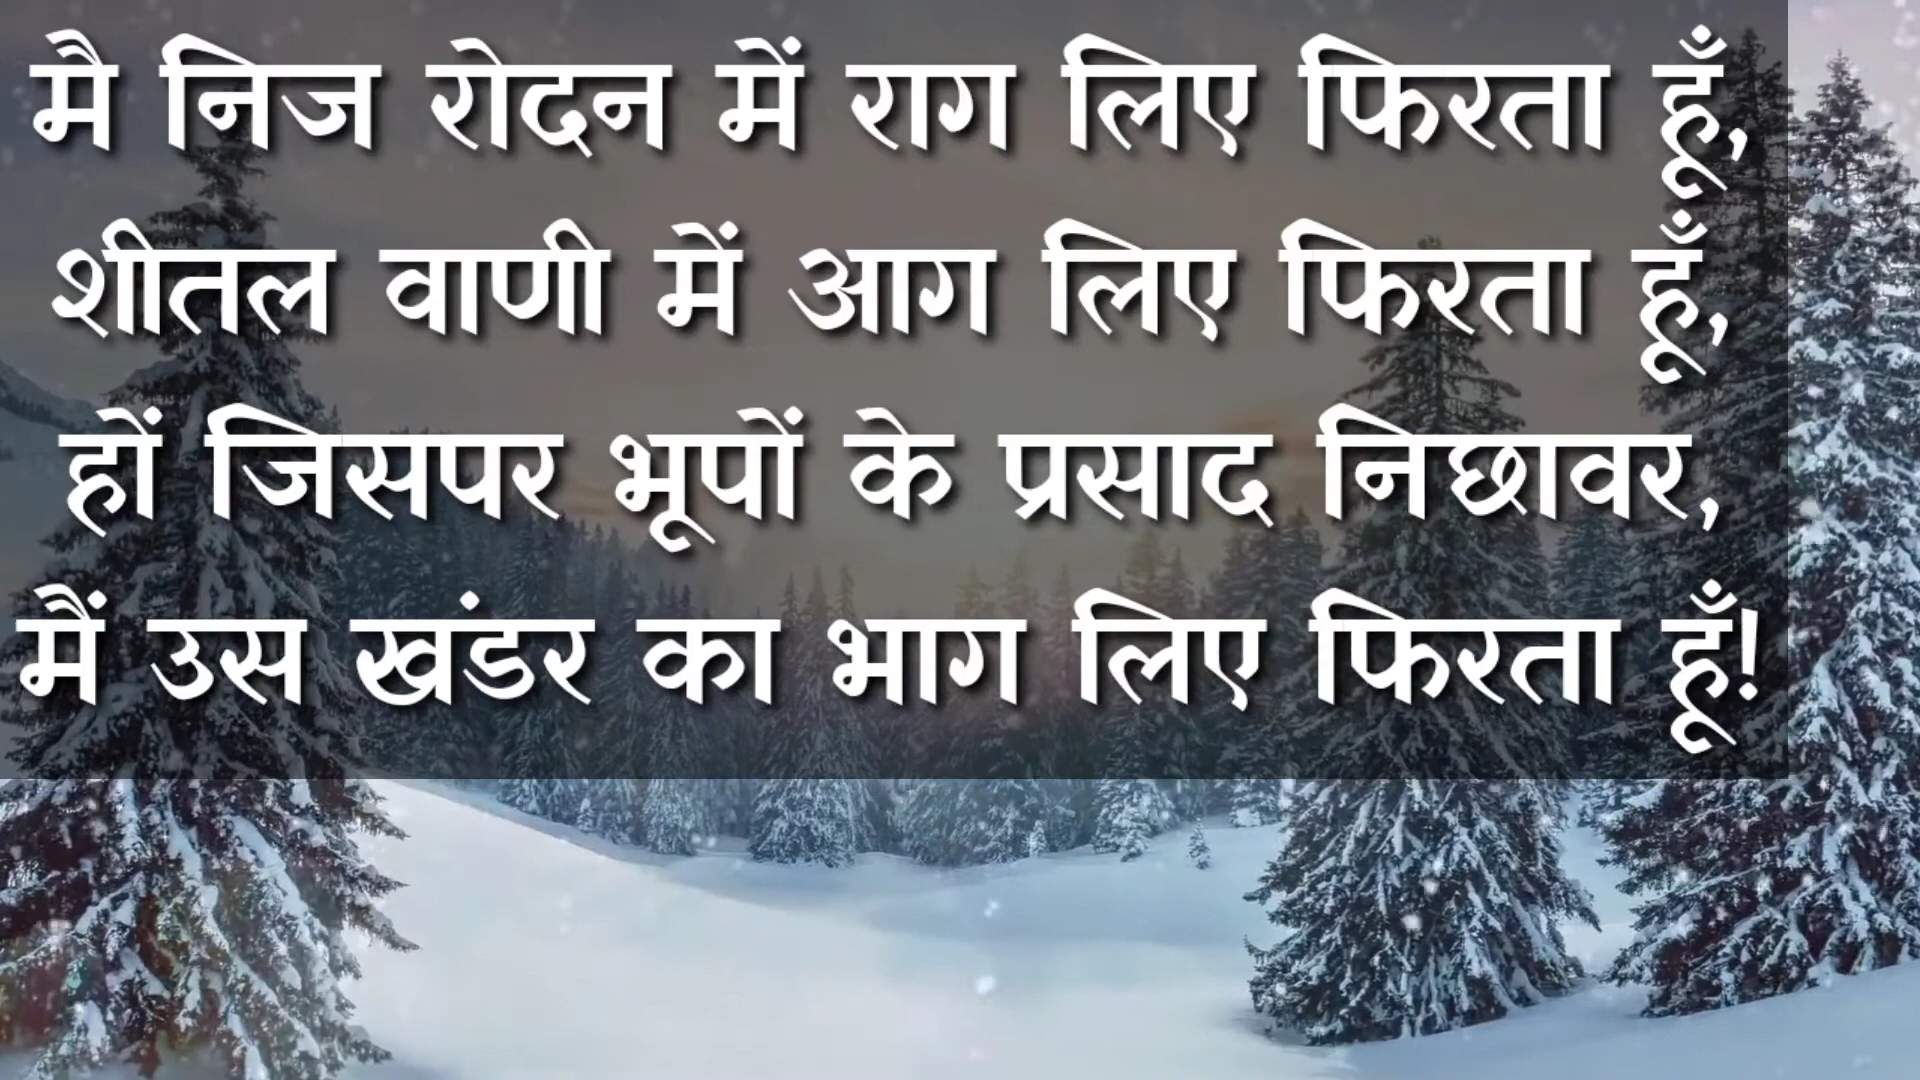 मै निज रोदन में राग लिए फिरता हूँ,
शीतल वाणी में आग लिए फिरता हूं,
हों जिसपर भूपों के प्रसाद निछावर,
मैं उस खंडर का भाग लिए फिरता हूँ!